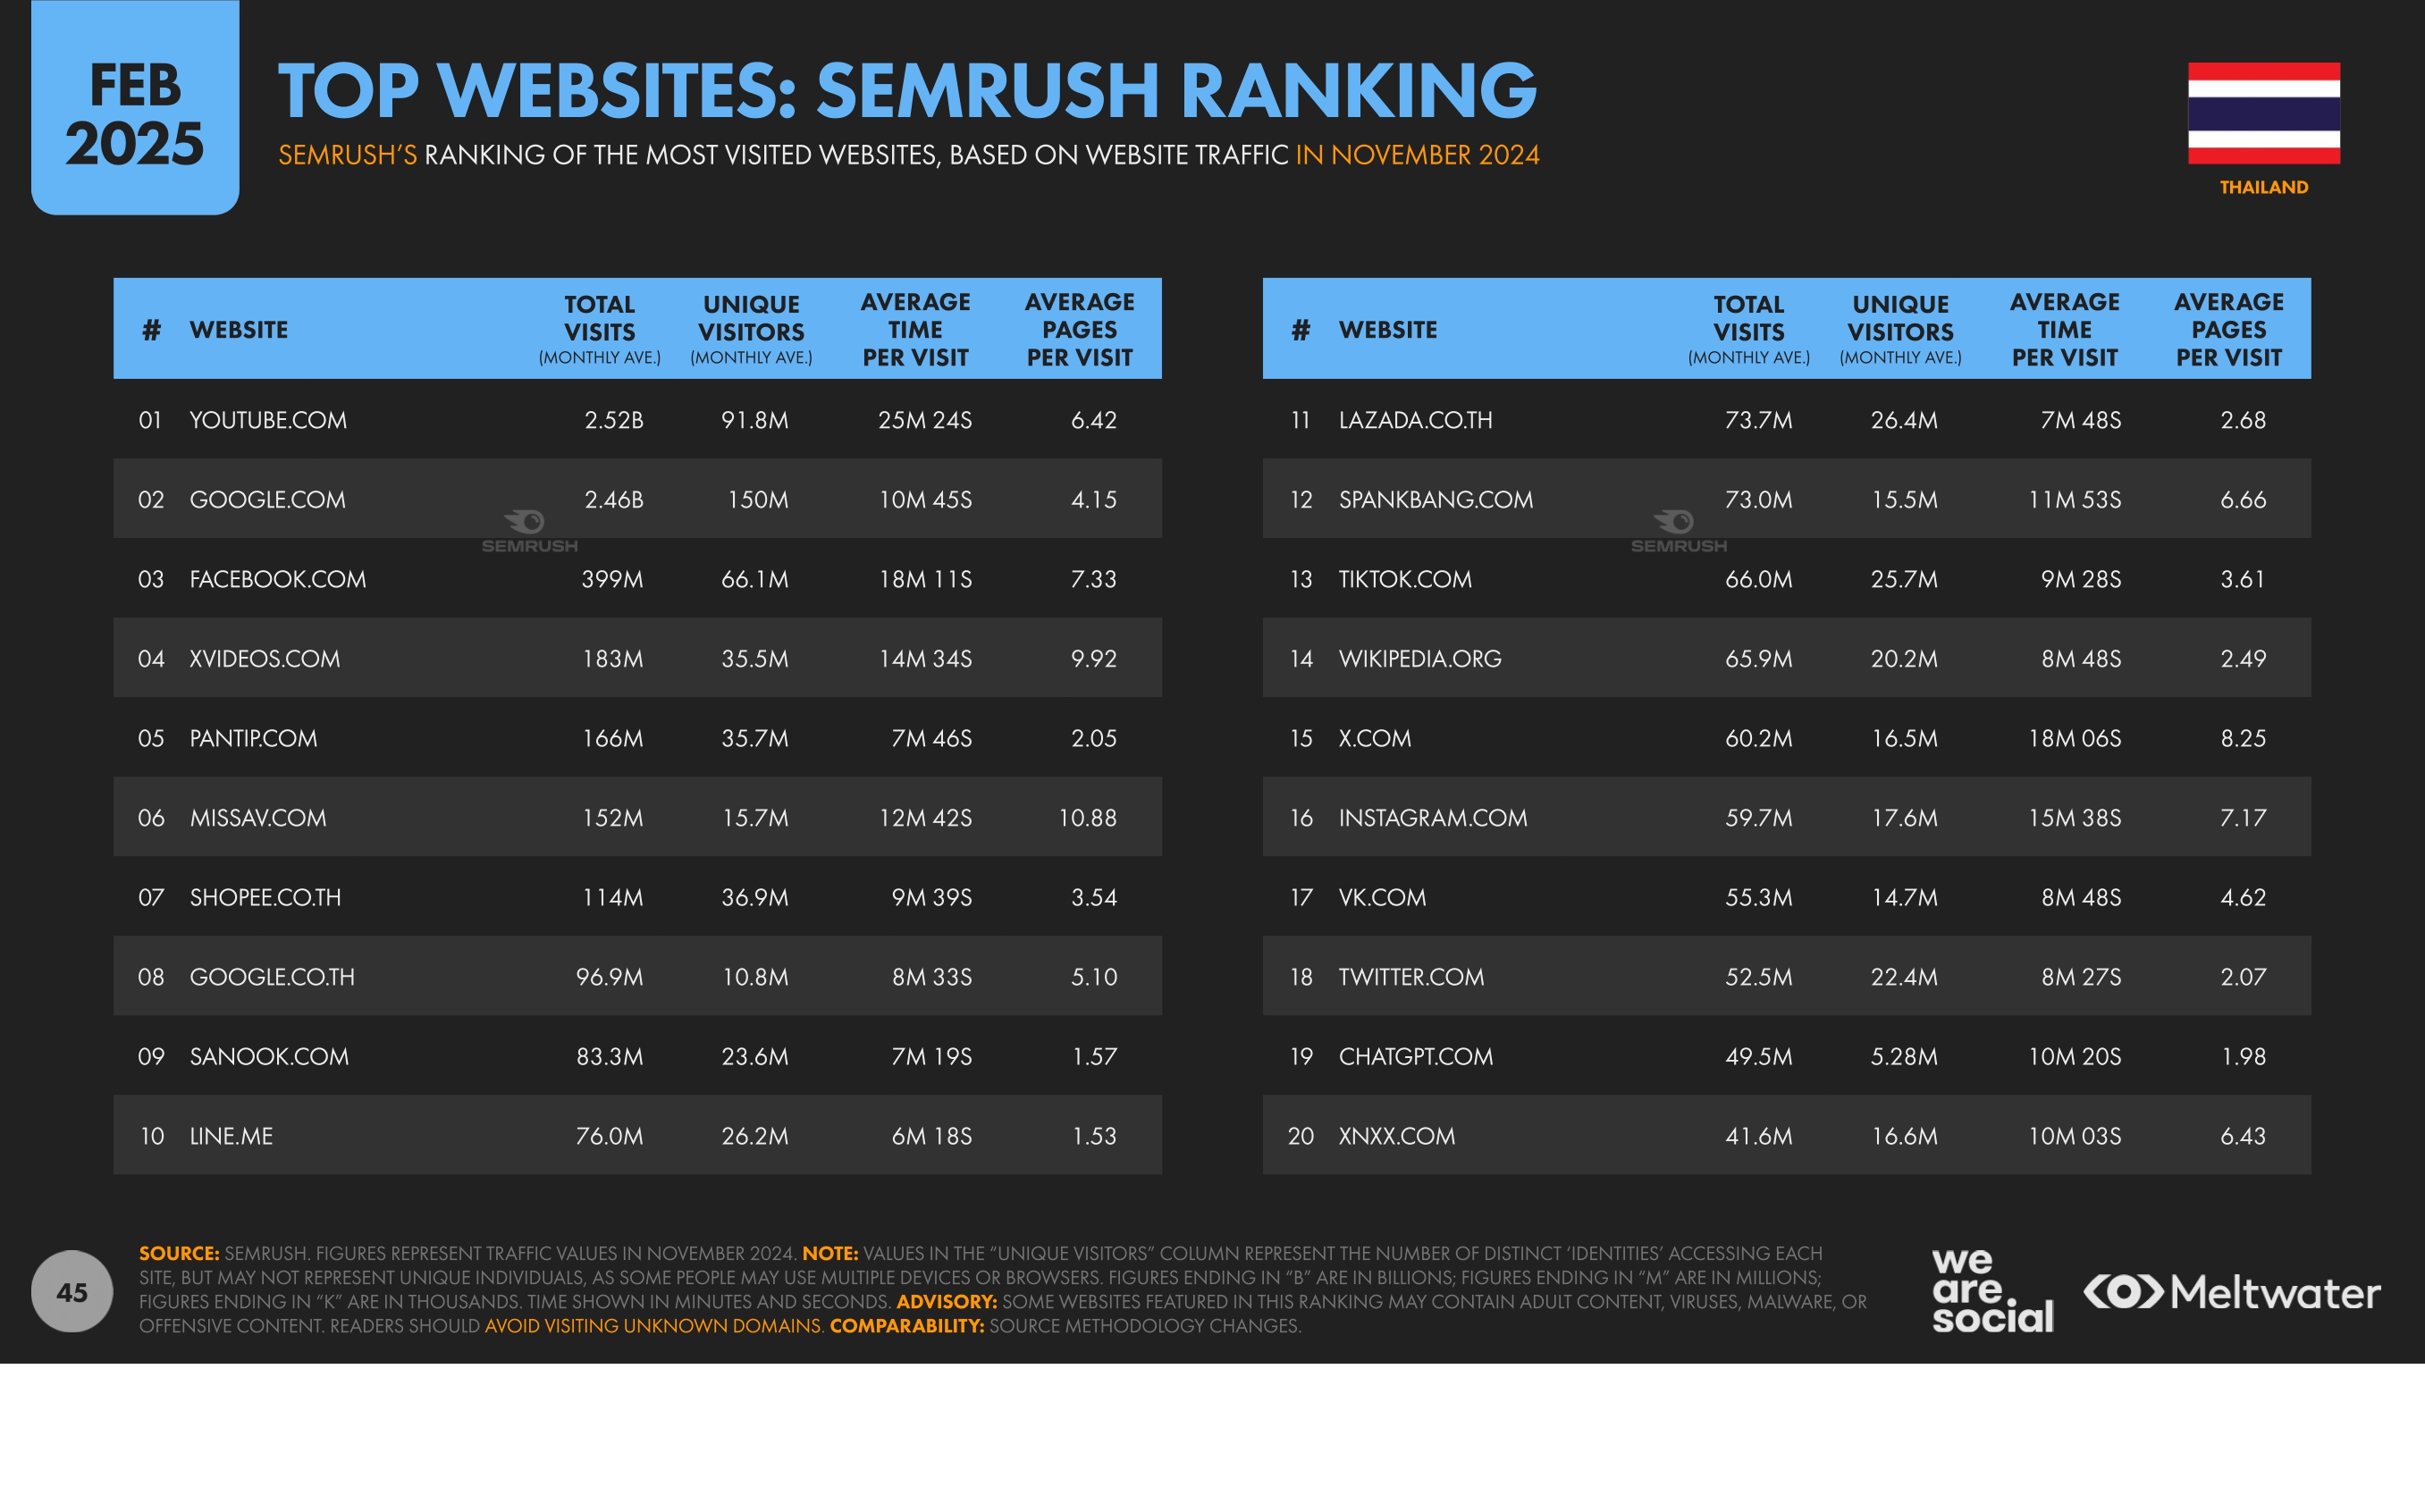 FEB
2025
TOP WEBSITES: SEMRUSH RANKING
SEMRUSH'S RANKING OF THE MOST VISITED WEBSITES, BASED ON WEBSITE TRAFFIC IN NOVEMBER 2024
THAILAND
# WEBSITE TOTAL VISITS (MONTHLY AVE.) UNIQUE VISITORS (MONTHLY AVE.) AVERAGE TIME PER VISIT AVERAGE PAGES PER VISIT
01 YOUTUBE.COM 2.52B 91.8M 25M 24S 6.42
02 GOOGLE.COM 2.46B 150M 10M 45S 4.15
SEMRUSH
03 FACEBOOK.COM 399M 66.1M 18M 11S 7.33
04 XVIDEOS.COM 183M 35.5M 14M 34S 9.92
05 PANTIP.COM 166M 35.7M 7M 46S 2.05
06 MISSAV.COM 152M 15.7M 12M 42S 10.88
07 SHOPEE.CO.TH 114M 36.9M 9M 39S 3.54
08 GOOGLE.CO.TH 96.9M 10.8M 8M 33S 5.10
09 SANOOK.COM 83.3M 23.6M 7M 19S 1.57
10 LINE.ME 76.0M 26.2M 6M 18S 1.53
# WEBSITE TOTAL VISITS (MONTHLY AVE.) UNIQUE VISITORS (MONTHLY AVE.) AVERAGE TIME PER VISIT AVERAGE PAGES PER VISIT
11 LAZADA.CO.TH 73.7M 26.4M 7M 48S 2.68
12 SPANKBANG.COM 73.0M 15.5M 11M 53S 6.66
SEMRUSH
13 TIKTOK.COM 66.0M 25.7M 9M 28S 3.61
14 WIKIPEDIA.ORG 65.9M 20.2M 8M 48S 2.49
15 X.COM 60.2M 16.5M 18M 06S 8.25
16 INSTAGRAM.COM 59.7M 17.6M 15M 38S 7.17
17 VK.COM 55.3M 14.7M 8M 48S 4.62
18 TWITTER.COM 52.5M 22.4M 8M 27S 2.07
19 CHATGPT.COM 49.5M 5.28M 10M 20S 1.98
20 XNXX.COM 41.6M 16.6M 10M 03S 6.43
45
SOURCE: SEMRUSH. FIGURES REPRESENT TRAFFIC VALUES IN NOVEMBER 2024. NOTE: VALUES IN THE "UNIQUE VISITORS" COLUMN REPRESENT THE NUMBER OF DISTINCT 'IDENTITIES' ACCESSING EACH
SITE, BUT MAY NOT REPRESENT UNIQUE INDIVIDUALS, AS SOME PEOPLE MAY USE MULTIPLE DEVICES OR BROWSERS. FIGURES ENDING IN "B" ARE IN BILLIONS; FIGURES ENDING IN "M" ARE IN MILLIONS;
FIGURES ENDING IN "K" ARE IN THOUSANDS. TIME SHOWN IN MINUTES AND SECONDS. ADVISORY: SOME WEBSITES FEATURED IN THIS RANKING MAY CONTAIN ADULT CONTENT, VIRUSES, MALWARE, OR
OFFENSIVE CONTENT. READERS SHOULD AVOID VISITING UNKNOWN DOMAINS. COMPARABILITY: SOURCE METHODOLOGY CHANGES.
we
are
social
Meltwater